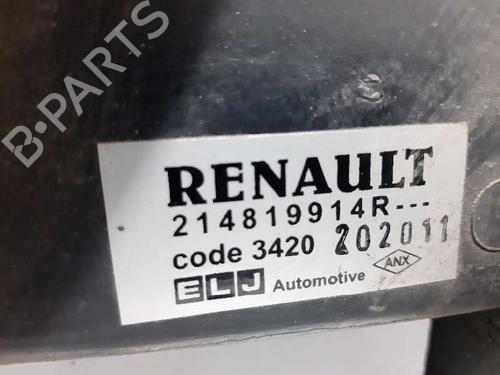 B-PARTS
RENAULT
214819914R---
code 3420 202011
ELJ Automotive ANX